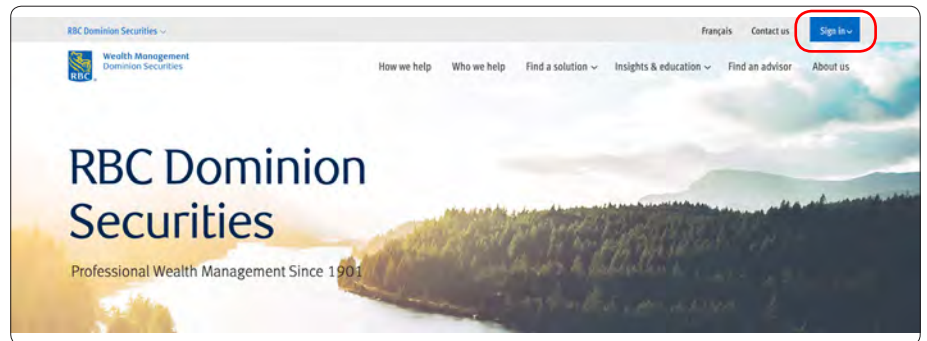 RBC Dominion Securities
Français Contact us Sign in
Wealth Management
Dominion Securities
RBC
How we help Who we help Find a solution Insights & education Find an advisor About us
RBC Dominion
Securities
Professional Wealth Management Since 1901